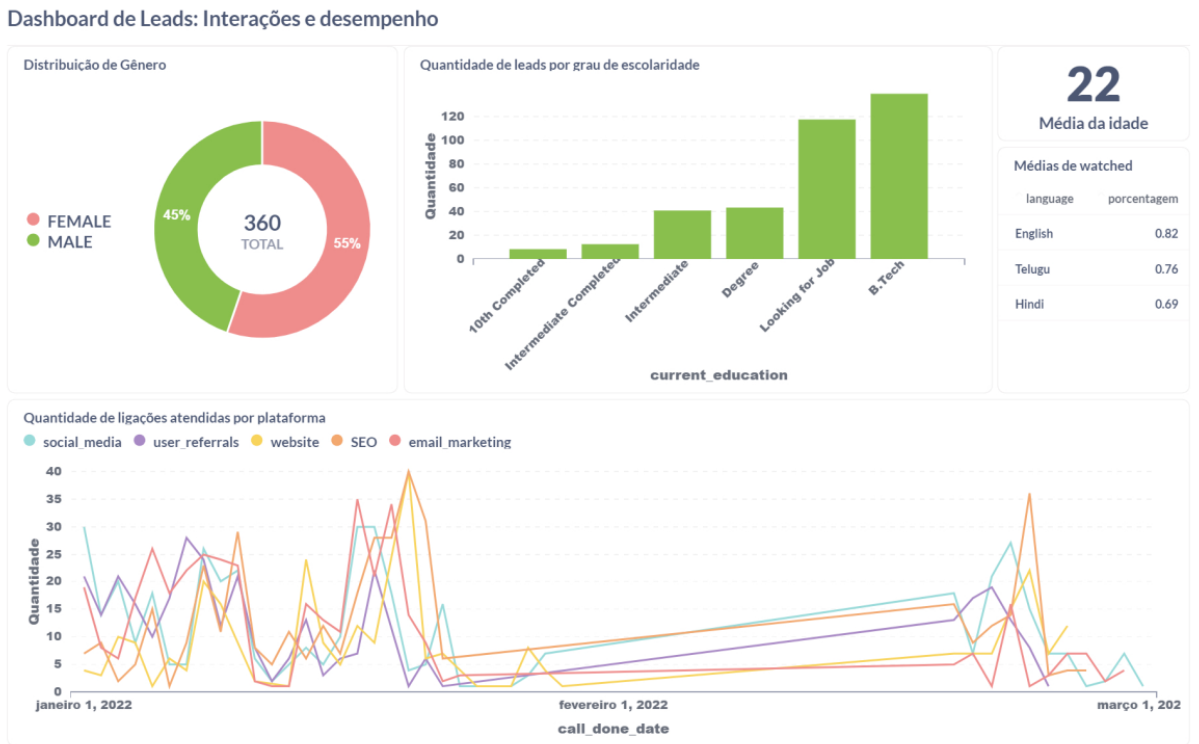 Dashboard de Leads: Interações e desempenho
Distribuição de Gênero
FEMALE
MALE
45%
360
TOTAL
55%
Quantidade de leads por grau de escolaridade
Quantidade
120
100
80
60
40
20
0
10th Completed
Intermediate Completed
Intermediate
Degree
Looking for Job
B.Tech
current_education
22
Média da idade
Médias de watched
language porcentagem
English 0.82
Telugu 0.76
Hindi 0.69
Quantidade de ligações atendidas por plataforma
social_media user_referrals website SEO email_marketing
Quantidade
40
35
30
25
20
15
10
5
0
janeiro 1, 2022 fevereiro 1, 2022 março 1, 202
call_done_date